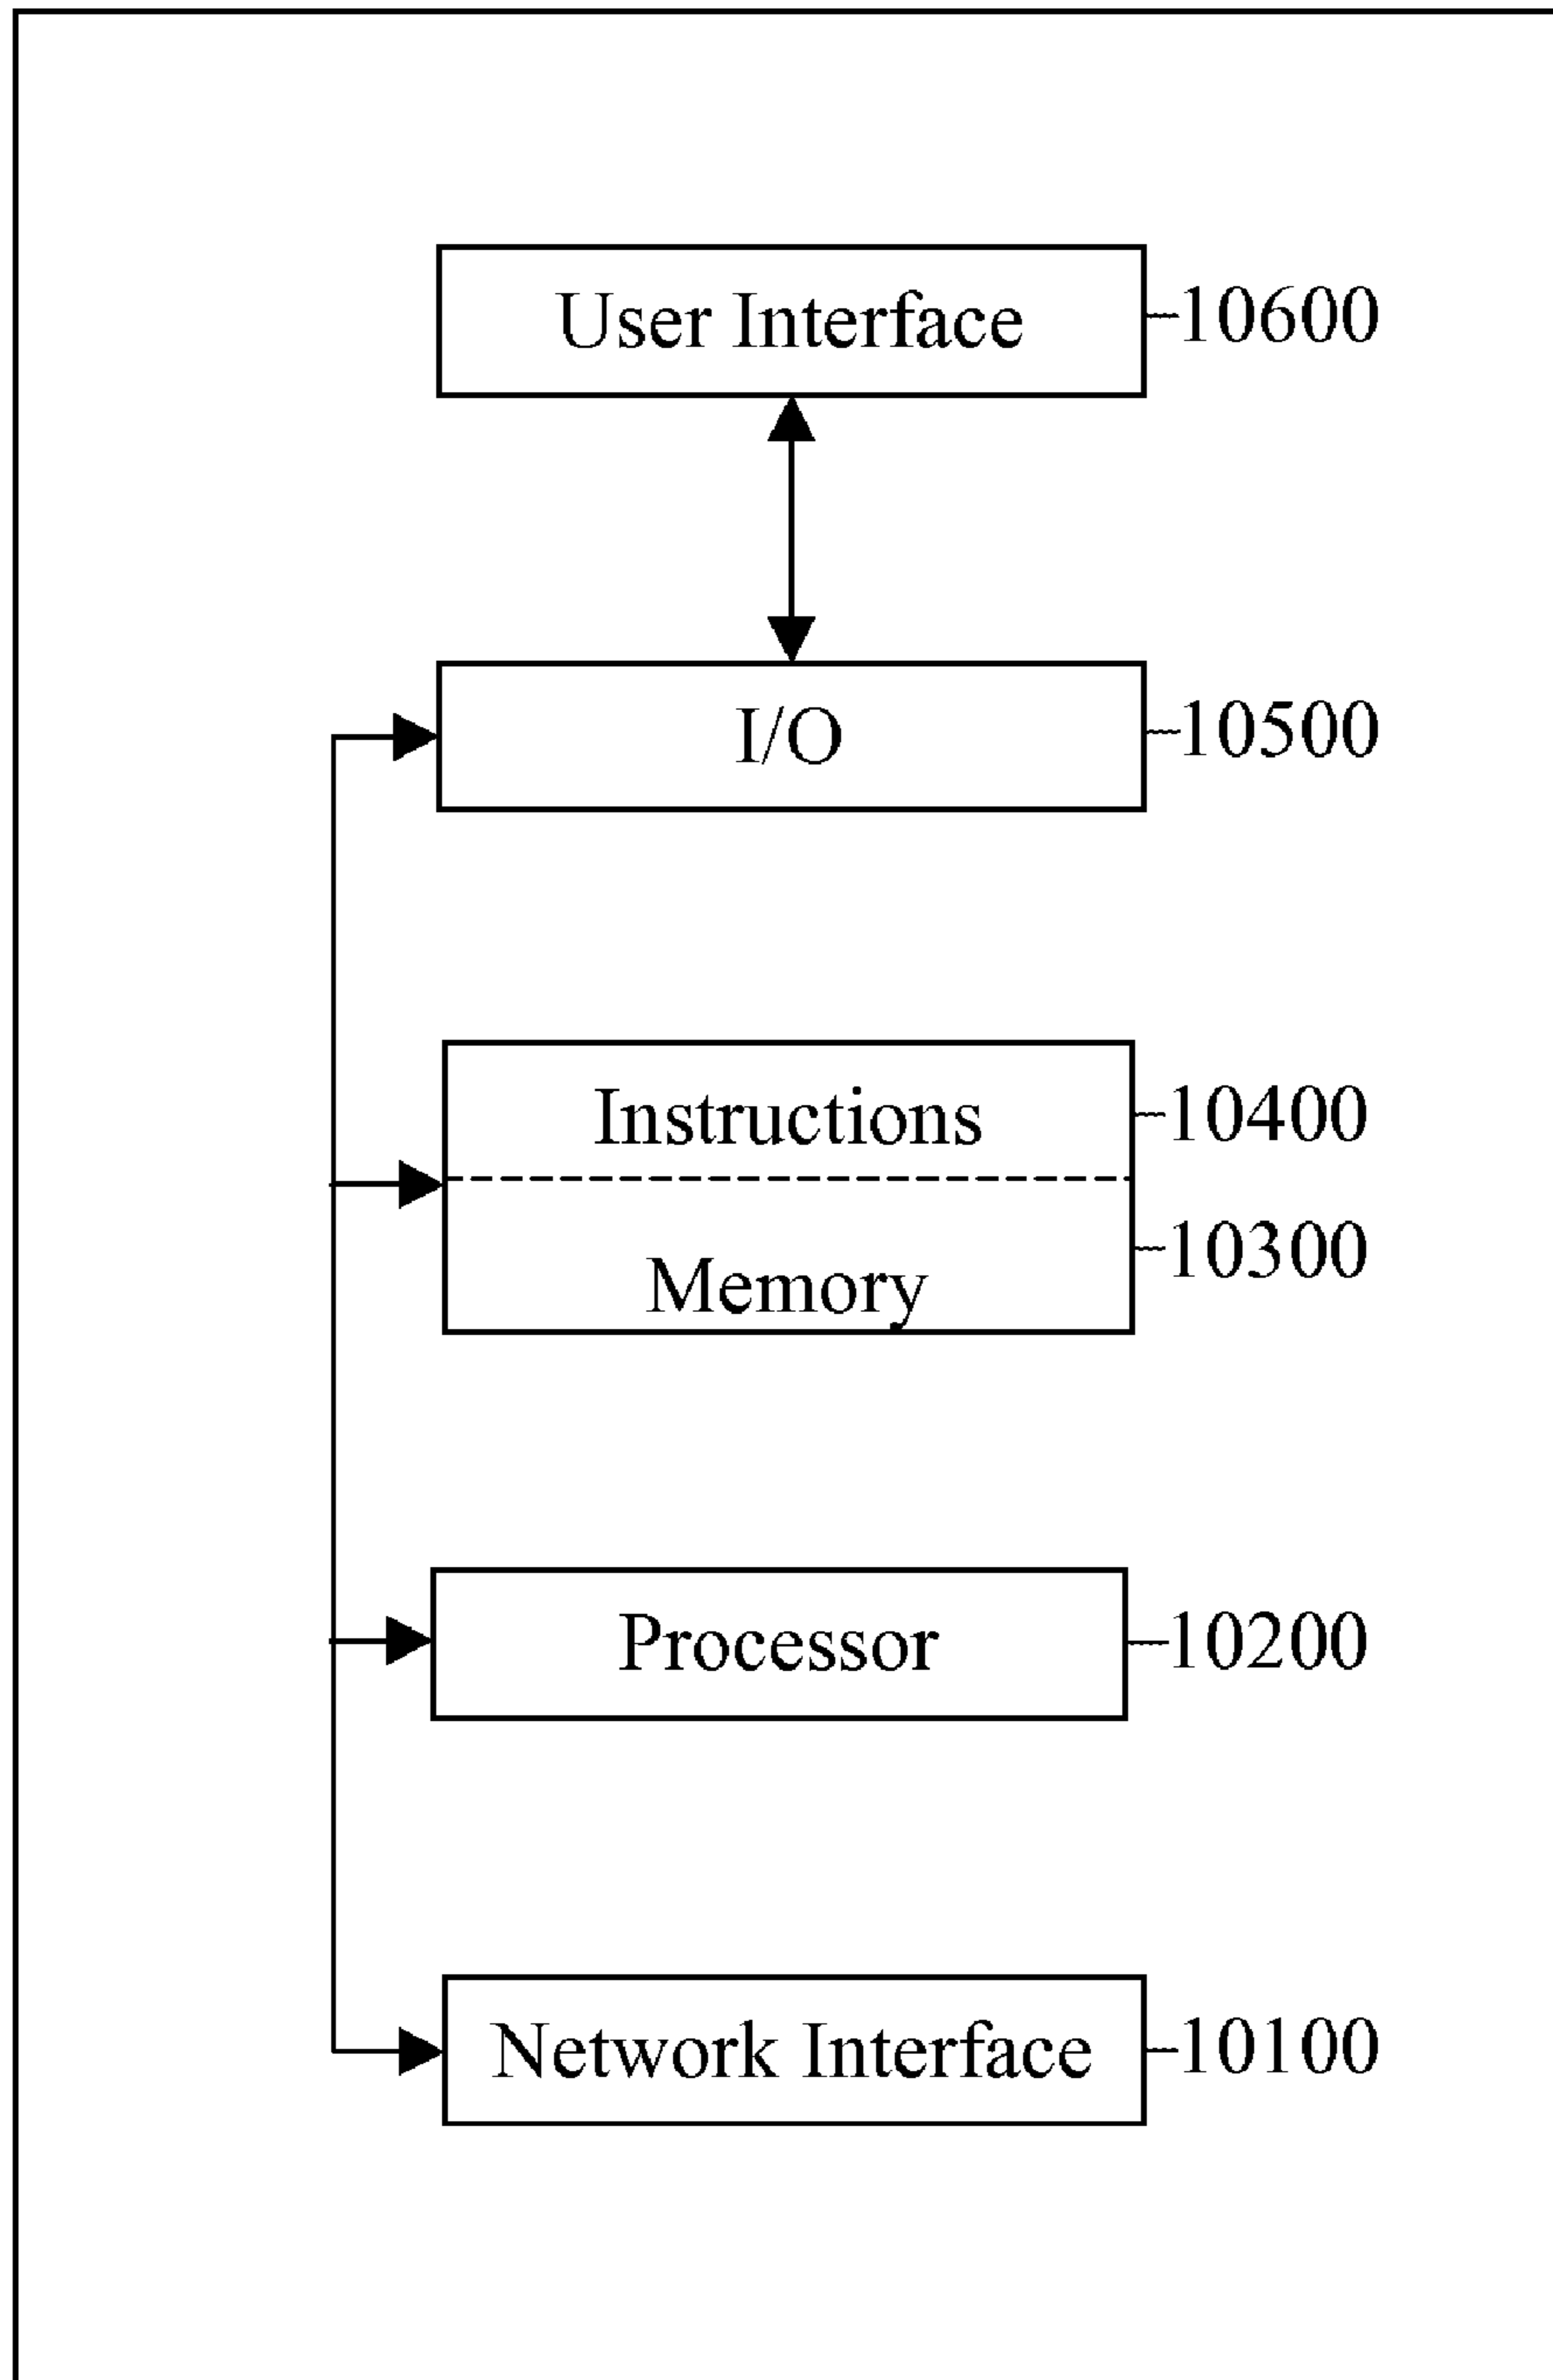 User Interface 10600
I/O 10500
Instructions 10400
Memory 10300
Processor 10200
Network Interface 10100